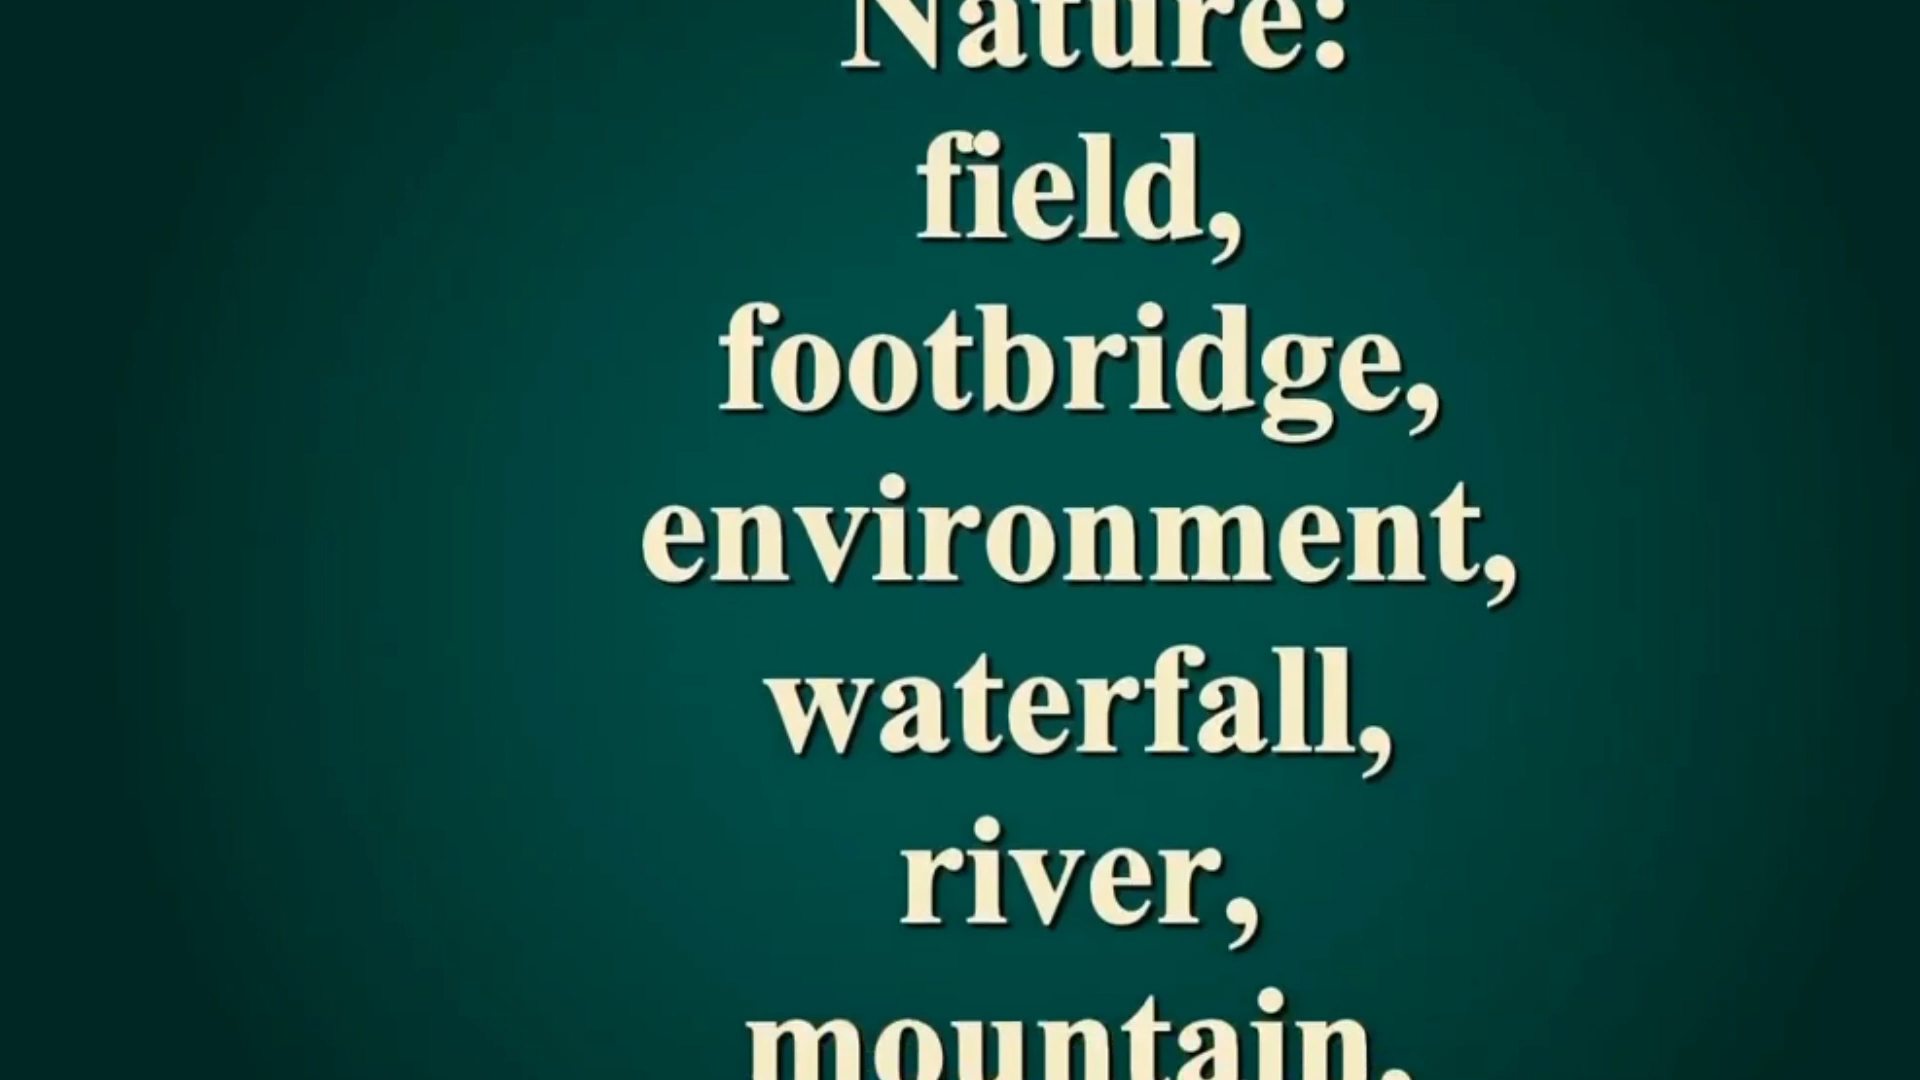 Nature:
field,
footbridge,
environment,
waterfall,
river,
mountain,